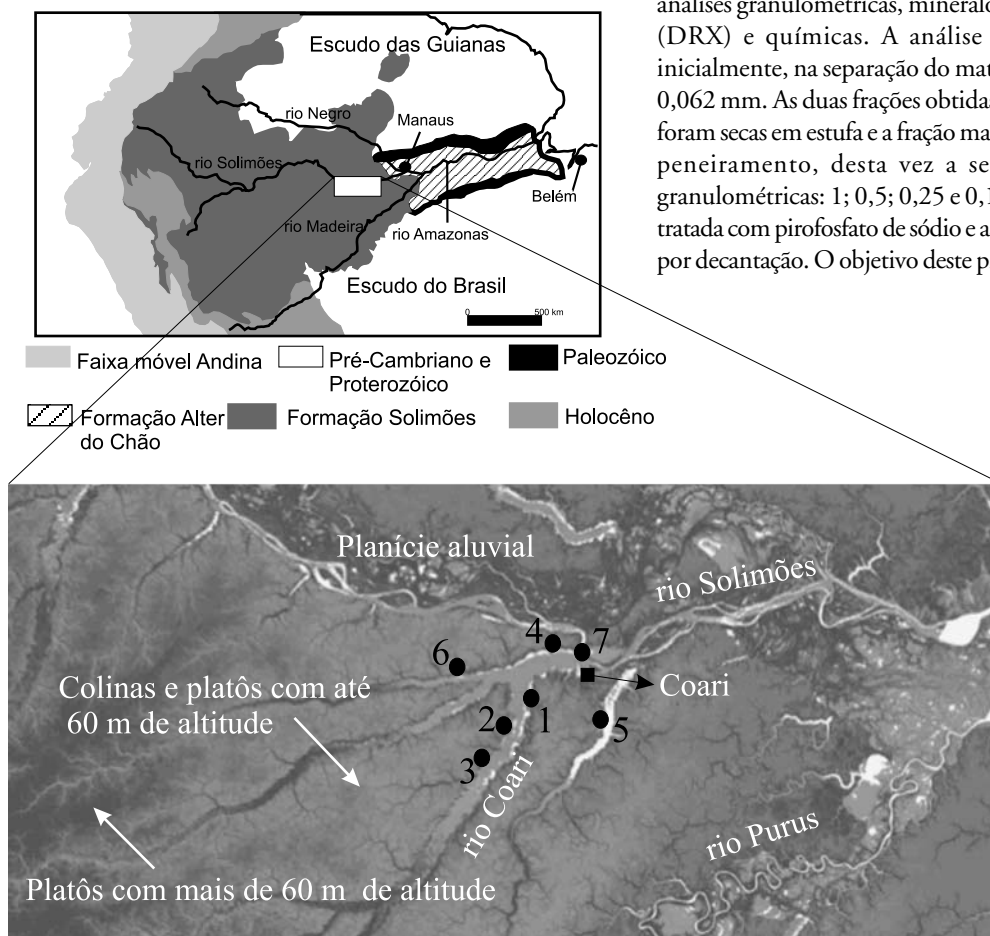 Escudo das Guianas
rio Negro
Manaus
rio Solimões
Belém
rio Madeira
rio Amazonas
Escudo do Brasil
0 500 km
Faixa móvel Andina
Pré-Cambriano e
Proterozóico
Paleozóico
Formação Alter
do Chão
Formação Solimões
Holocêno
análises granulométricas, mineraló
(DRX) e químicas. A análise
inicialmente, na separação do mat
0,062 mm. As duas frações obtidas
foram secas em estufa e a fração ma
peneiramento, desta vez a se
granulométricas: 1; 0,5; 0,25 e 0,1
tratada com pirofosfato de sódio e a
por decantação. O objetivo deste p
Planície aluvial
rio Solimões
4
7
6
Coari
Colinas e platôs com até
60 m de altitude
1
2
5
3
rio Coari
rio Purus
Platôs com mais de 60 m de altitude